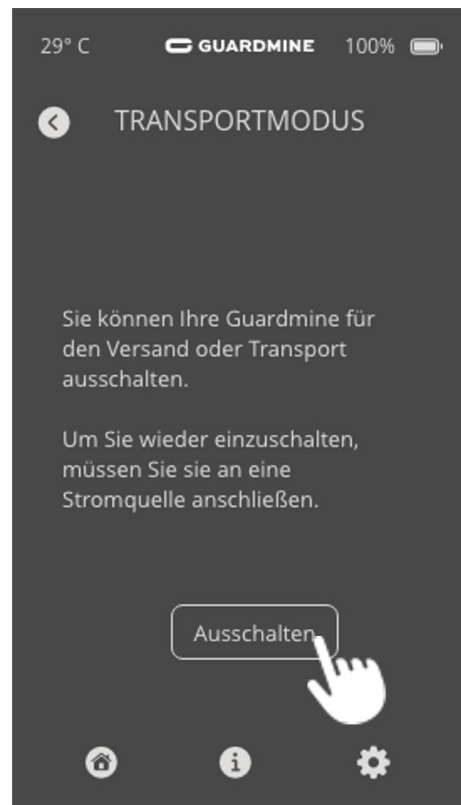 29° C GUARDMINE 100%
TRANSPORTMODUS
Sie können Ihre Guardmine für
den Versand oder Transport
ausschalten.
Um Sie wieder einzuschalten,
müssen Sie sie an eine
Stromquelle anschließen.
Ausschalten